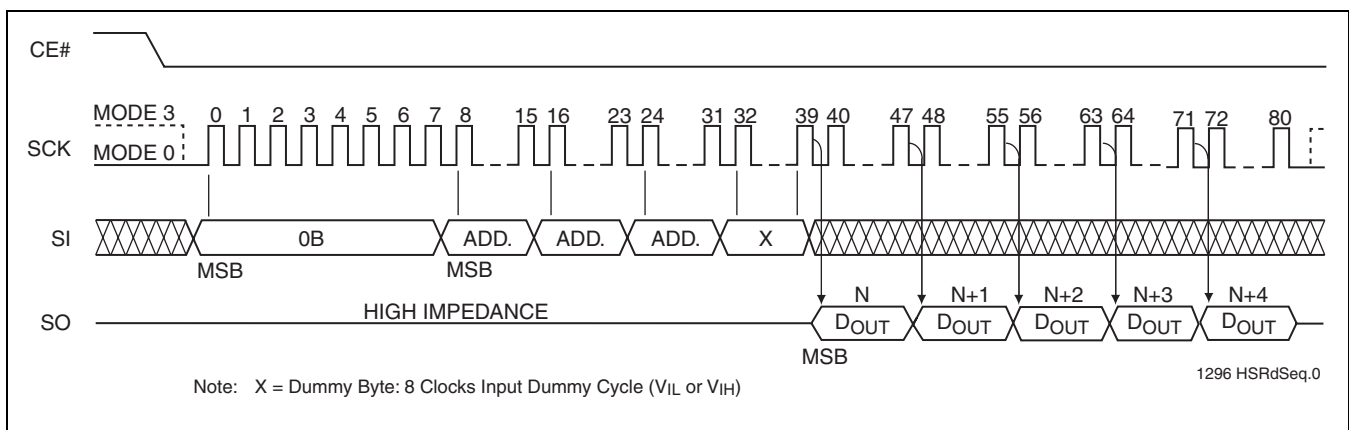 CE#
MODE 3
0 1 2 3 4 5 6 7 8 15 16 23 24 31 32 39 40 47 48 55 56 63 64 71 72 80
SCK
MODE 0
SI
0B ADD. ADD. ADD. X
MSB MSB
N N+1 N+2 N+3 N+4
HIGH IMPEDANCE
SO
DOUT DOUT DOUT DOUT DOUT
MSB
1296 HSRdSeq.0
Note: X = Dummy Byte: 8 Clocks Input Dummy Cycle (VIL or VIH)